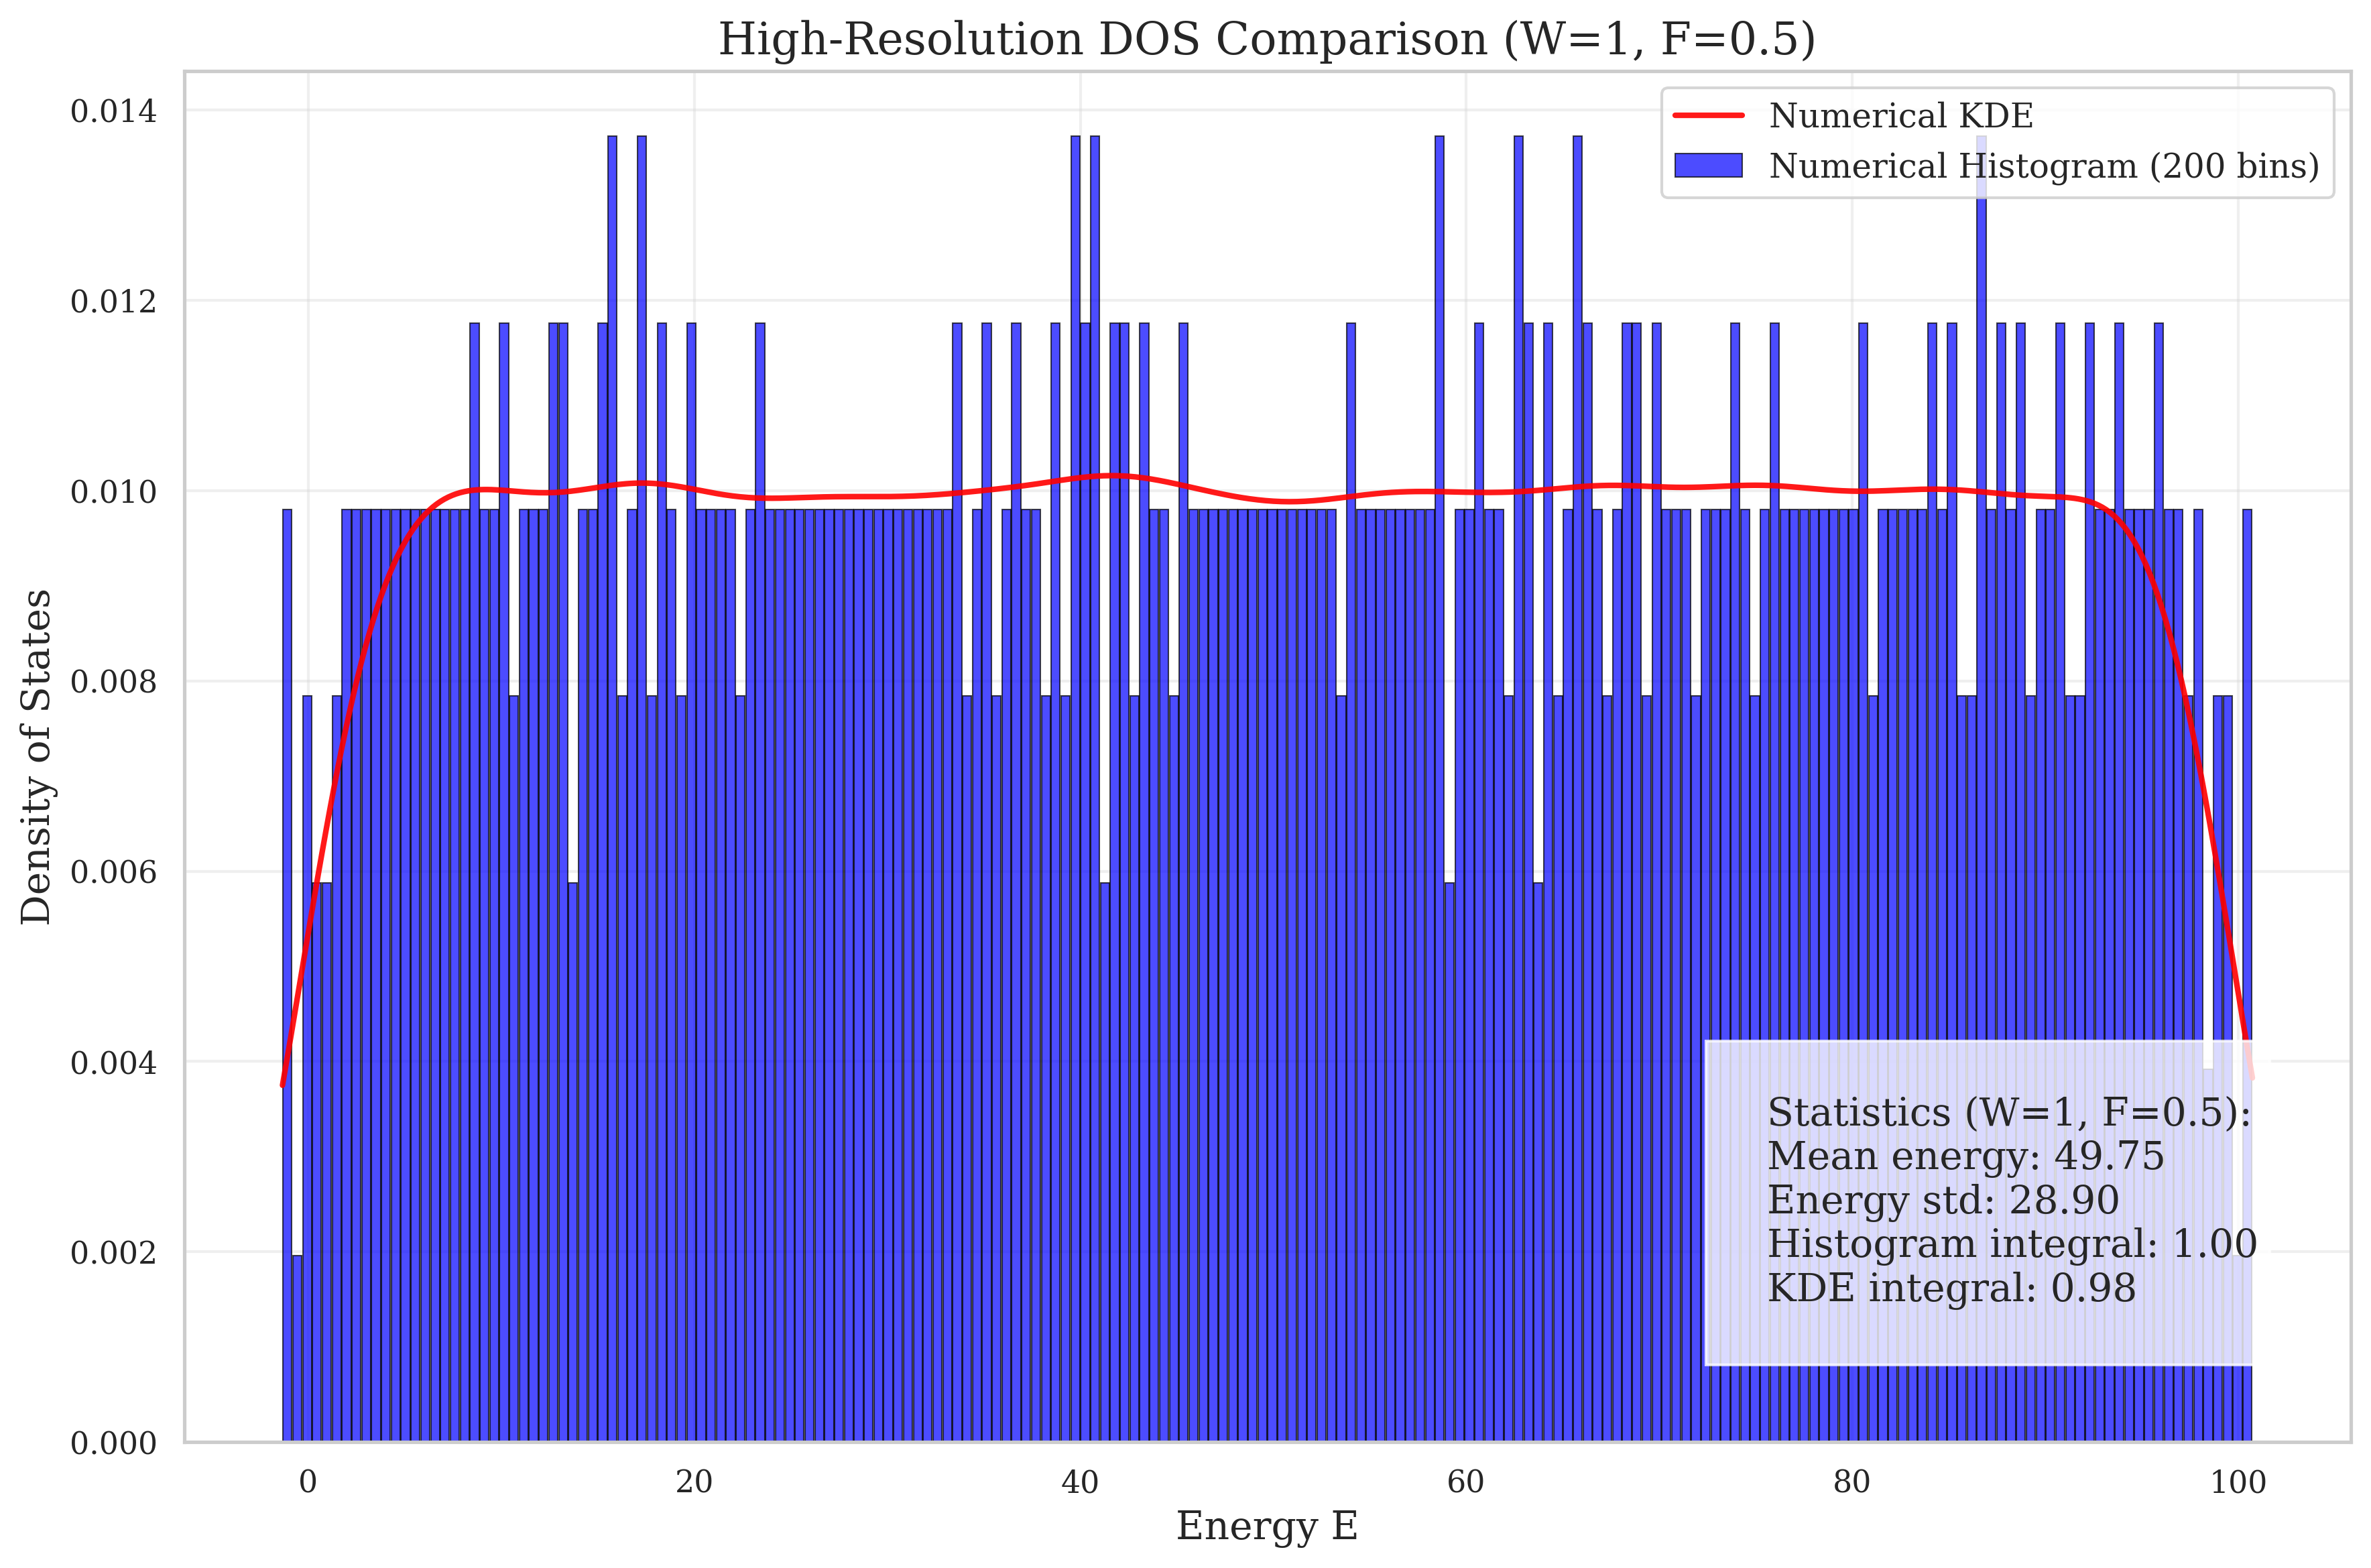 High-Resolution DOS Comparison (W=1, F=0.5)
Numerical KDE
Numerical Histogram (200 bins)
Density of States
0.014
0.012
0.010
0.008
0.006
0.004
0.002
0.000
Statistics (W=1, F=0.5):
Mean energy: 49.75
Energy std: 28.90
Histogram integral: 1.00
KDE integral: 0.98
0 20 40 60 80 100
Energy E